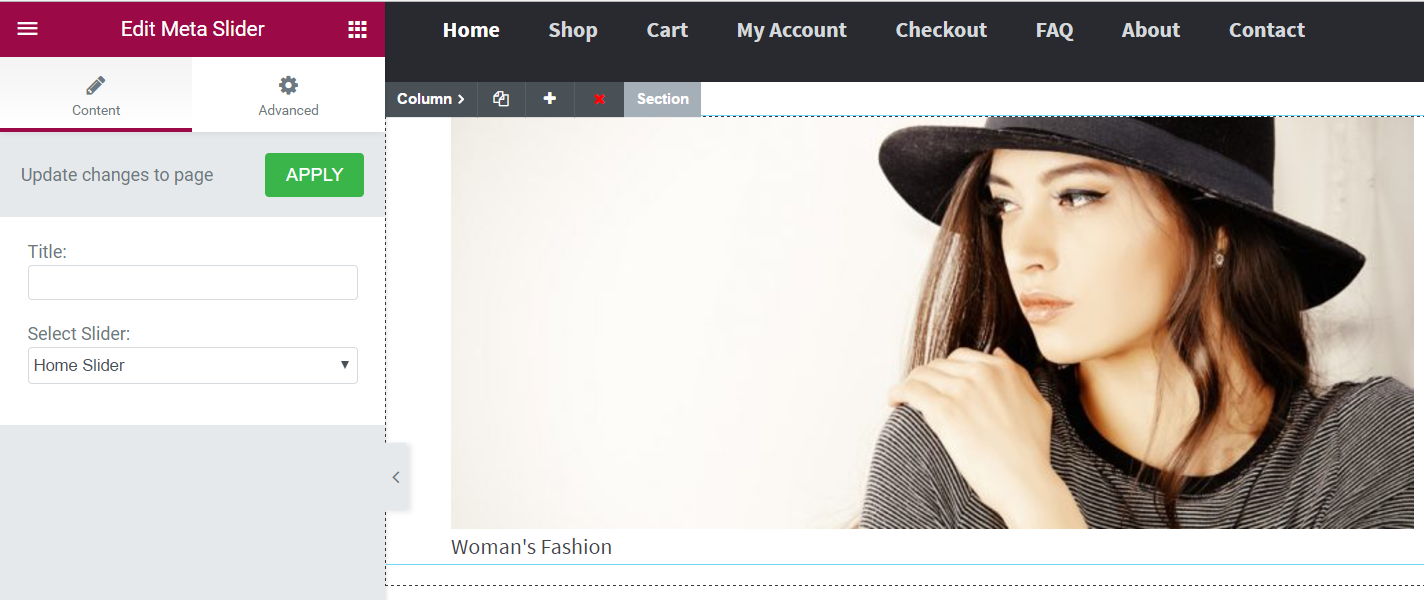 Edit Meta Slider
Home Shop Cart My Account Checkout FAQ About Contact
Content Advanced
Column Section
Update changes to page APPLY
Title:
Select Slider:
Home Slider
Woman's Fashion